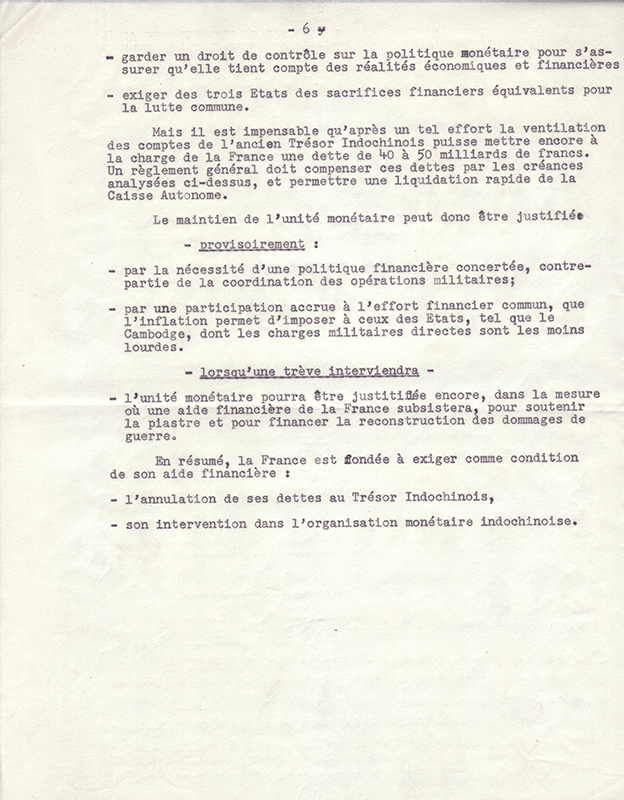 - 6 -
- garder un droit de contrôle sur la politique monétaire pour s'as-
surer qu'elle tient compte des réalités économiques et financières
- exiger des trois Etats des sacrifices financiers équivalents pour
la lutte commune.
Mais il est impensable qu'après un tel effort la ventilation
des comptes de l'ancien Trésor Indochinois puisse mettre encore à
la charge de la France une dette de 40 à 50 milliards de francs.
Un règlement général doit compenser ces dettes par les créances
analysées ci-dessus, et permettre une liquidation rapide de la
Caisse Autonome.
Le maintien de l'unité monétaire peut donc être justifiée
- provisoirement :
- par la nécessité d'une politique financière concertée, contre-
partie de la coordination des opérations militaires;
- par une participation accrue à l'effort financier commun, que
l'inflation permet d'imposer à ceux des Etats, tel que le
Cambodge, dont les charges militaires directes sont les moins
lourdes.
- lorsqu'une trève interviendra -
- l'unité monétaire pourra être justitifiée encore, dans la mesure
où une aide financière de la France subsistera, pour soutenir
la piastre et pour financer la reconstruction des dommages de
guerre.
En résumé, la France est fondée à exiger comme condition
de son aide financière :
- l'annulation de ses dettes au Trésor Indochinois,
- son intervention dans l'organisation monétaire indochinoise.